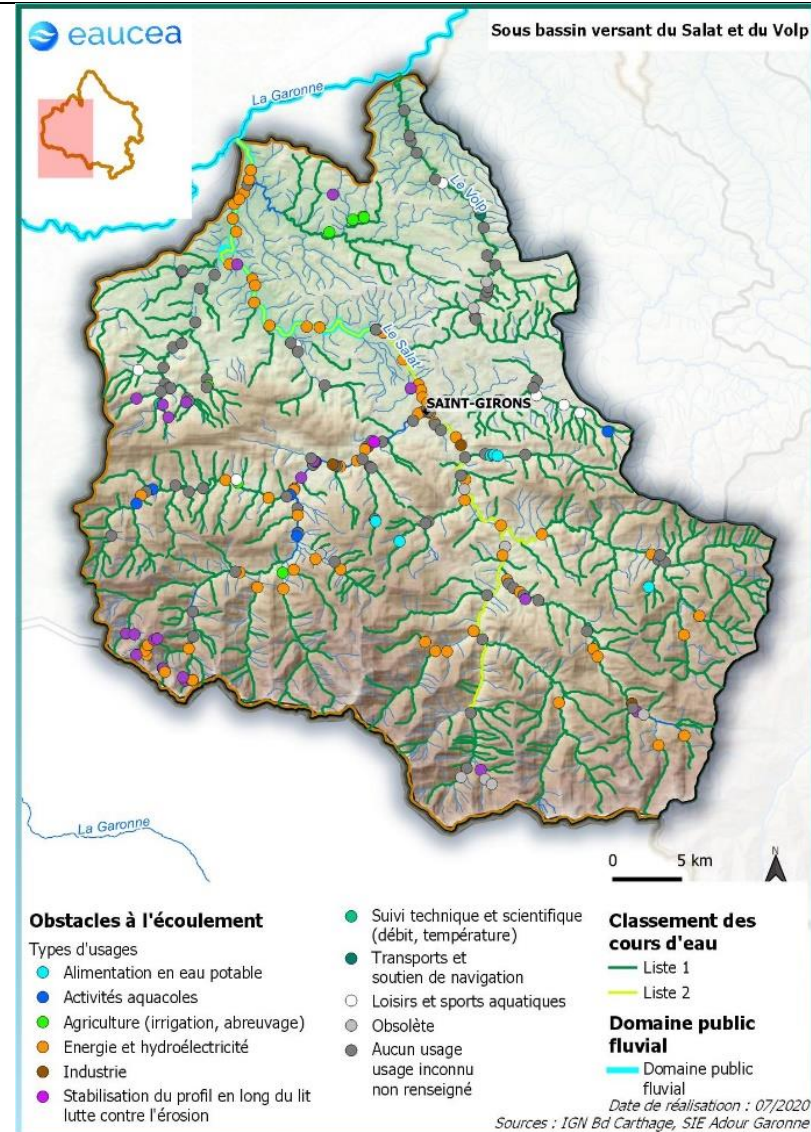 eaucea
Sous bassin versant du Salat et du Volp
La Garonne
Le Volp
Le Salat
SAINT-GIRONS
La Garonne
0 5 km
N
Obstacles à l'écoulement
Types d'usages
Alimentation en eau potable
Activités aquacoles
Agriculture (irrigation, abreuvage)
Energie et hydroélectricité
Industrie
Stabilisation du profil en long du lit
lutte contre l'érosion
Suivi technique et scientifique
(débit, température)
Transports et
soutien de navigation
Loisirs et sports aquatiques
Obsolète
Aucun usage
usage inconnu
non renseigné
Classement des
cours d'eau
Liste 1
Liste 2
Domaine public
fluvial
Domaine public
fluvial
Date de réalisatioon : 07/2020
Sources : IGN Bd Carthage, SIE Adour Garonne